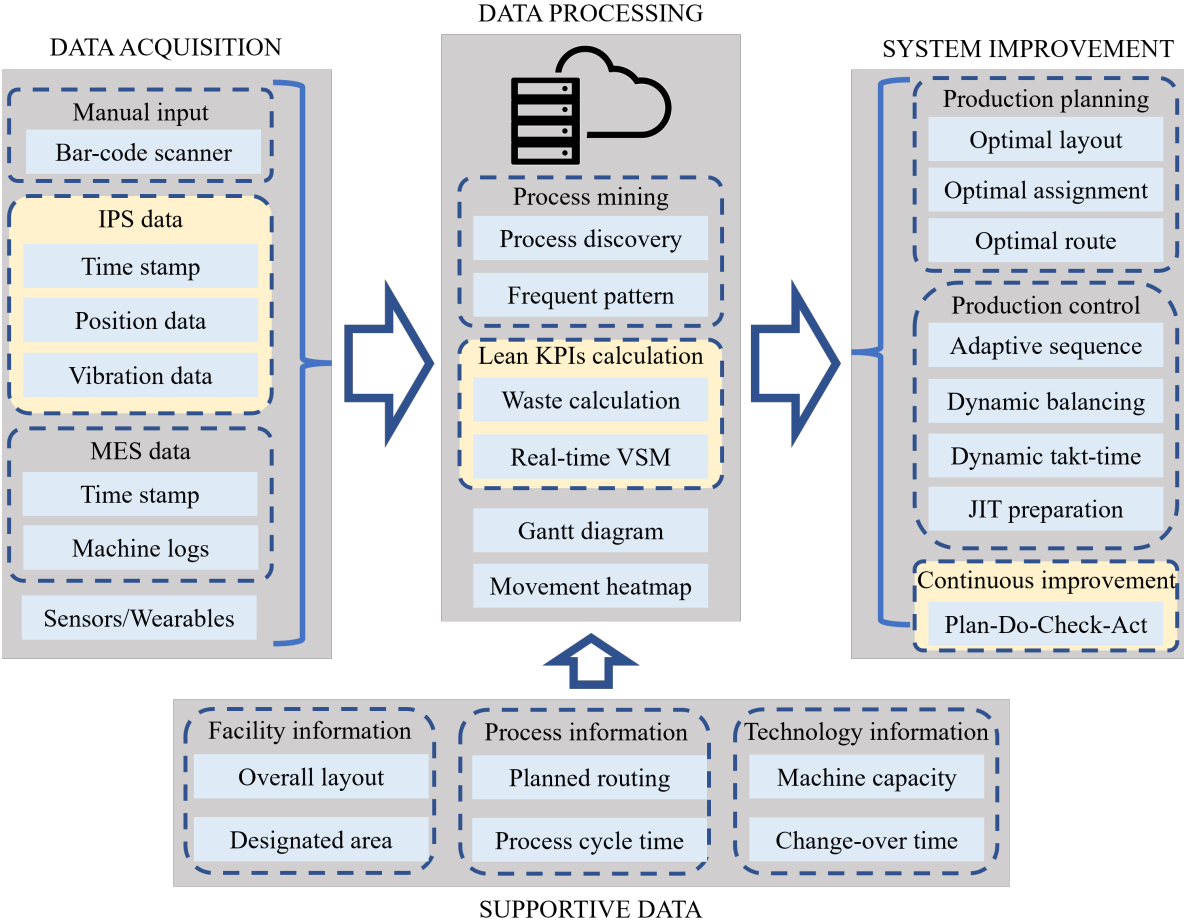 DATA ACQUISITION
Manual input
Bar-code scanner
IPS data
Time stamp
Position data
Vibration data
MES data
Time stamp
Machine logs
Sensors/Wearables
DATA PROCESSING
Process mining
Process discovery
Frequent pattern
Lean KPIs calculation
Waste calculation
Real-time VSM
Gantt diagram
Movement heatmap
SYSTEM IMPROVEMENT
Production planning
Optimal layout
Optimal assignment
Optimal route
Production control
Adaptive sequence
Dynamic balancing
Dynamic takt-time
JIT preparation
Continuous improvement
Plan-Do-Check-Act
Facility information
Overall layout
Designated area
Process information
Planned routing
Process cycle time
Technology information
Machine capacity
Change-over time
SUPPORTIVE DATA